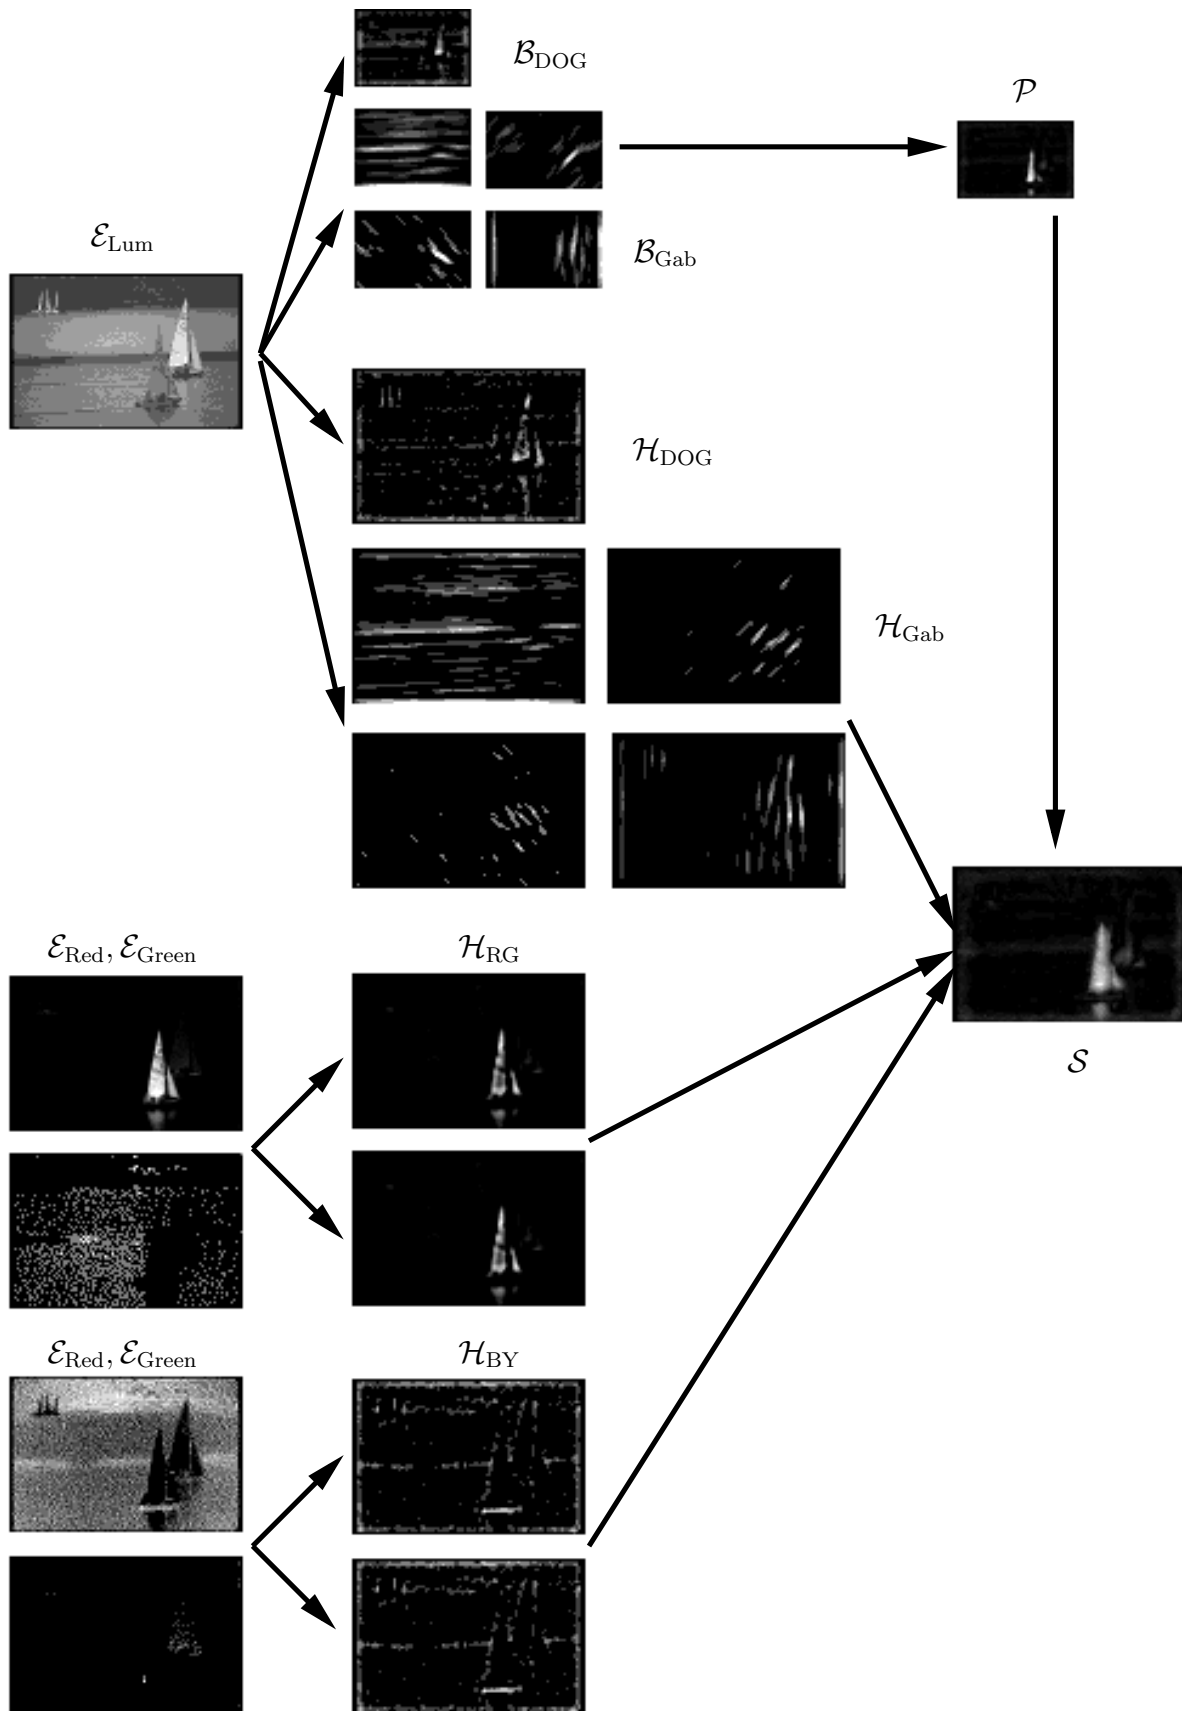 ℬ_DOG
𝒫
ℰ_Lum
ℬ_Gab
ℋ_DOG
ℋ_Gab
ℰ_Red, ℰ_Green
ℋ_RG
𝒮
ℰ_Red, ℰ_Green
ℋ_BY